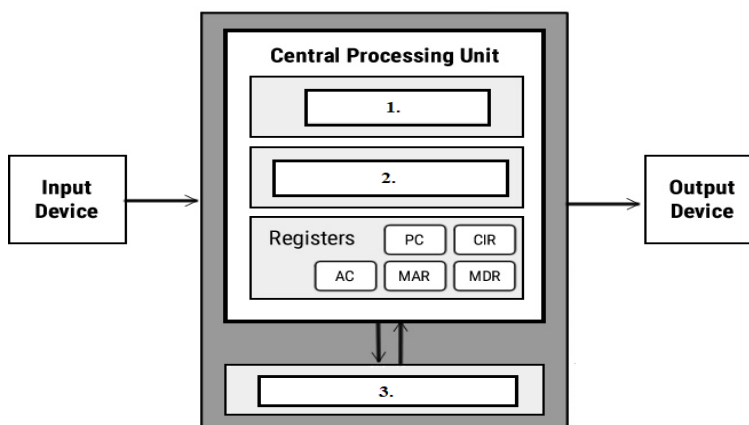 Central Processing Unit
1.
2.
Input
Device
Output
Device
Registers PC CIR
AC MAR MDR
3.